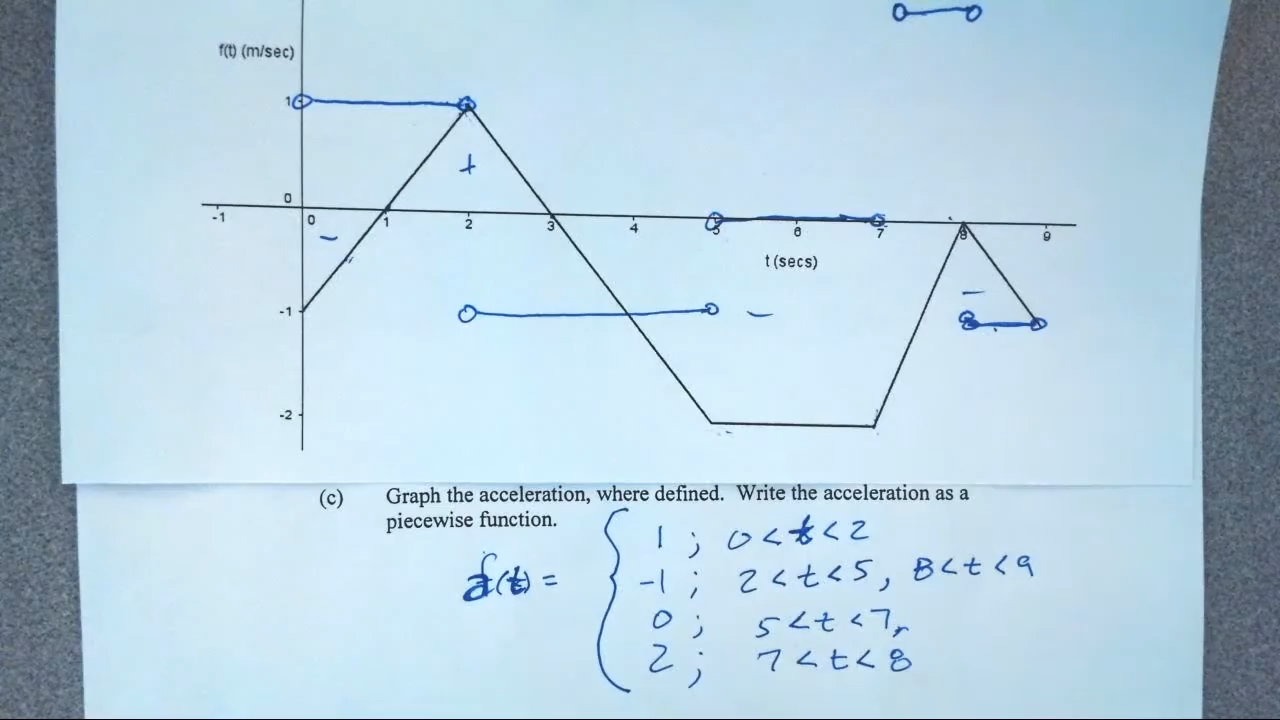 f(t) (m/sec)
1
0
-1 0 1 2 3 4 5 6 7 8 9
t (secs)
-1
-2
+
−
−
−
(c) Graph the acceleration, where defined. Write the acceleration as a
piecewise function.
1 ; 0 < t < 2
(t) = -1 ; 2 < t < 5, 8 < t < 9
0 ; 5 < t < 7,
2 ; 7 < t < 8